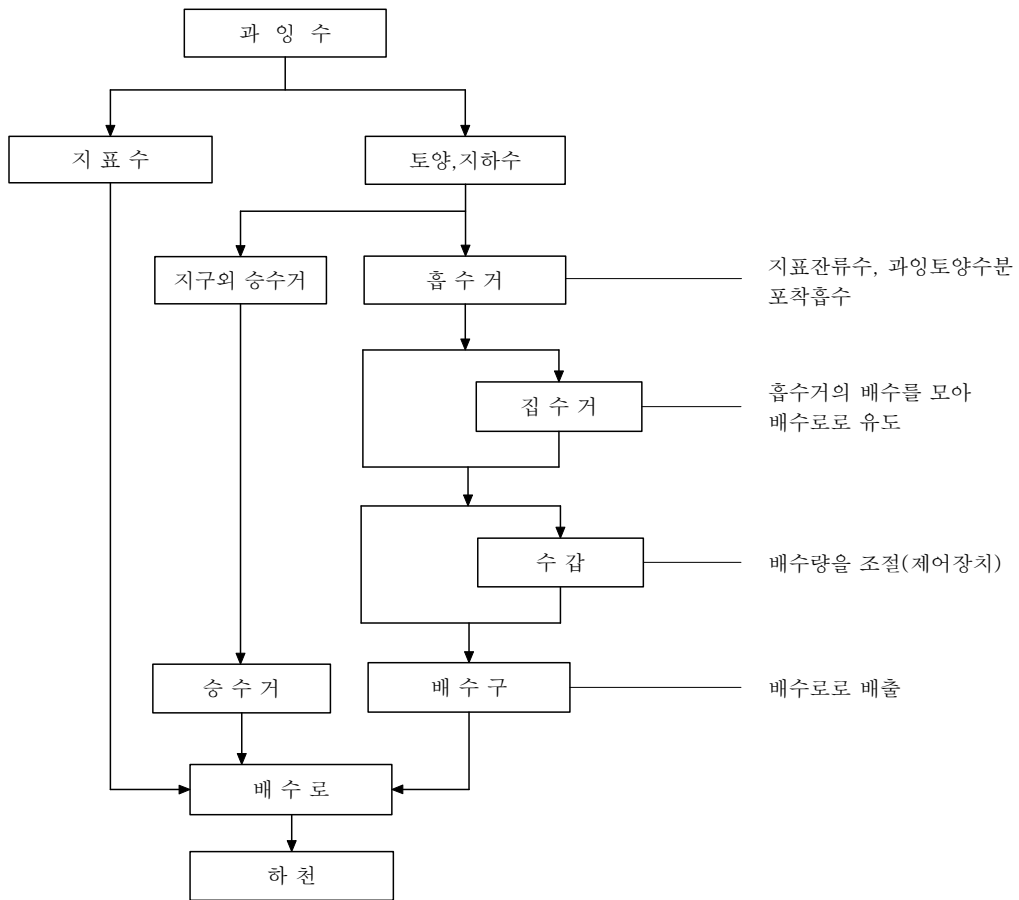 과 잉 수
지 표 수
토양,지하수
지구외 승수거
흡 수 거
지표잔류수, 과잉토양수분
포착흡수
집 수 거
흡수거의 배수를 모아
배수로로 유도
수 갑
배수량을 조절(제어장치)
승 수 거
배 수 구
배수로로 배출
배 수 로
하 천